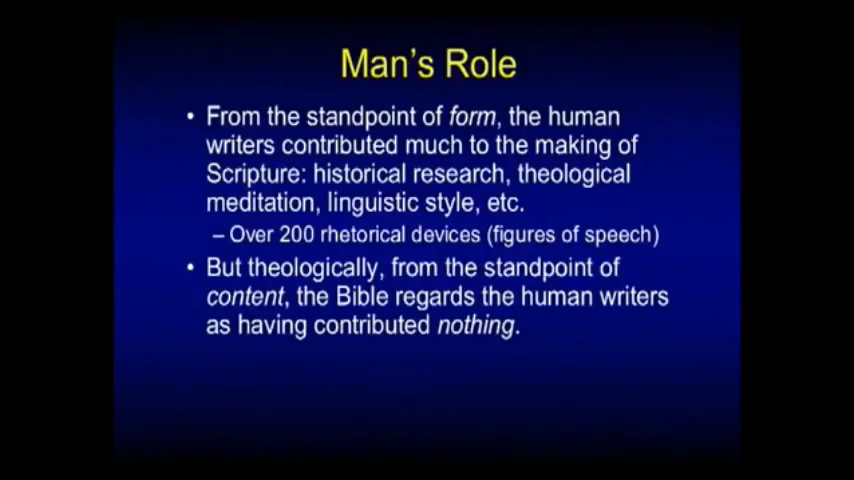 Man's Role
• From the standpoint of form, the human
writers contributed much to the making of
Scripture: historical research, theological
meditation, linguistic style, etc.
– Over 200 rhetorical devices (figures of speech)
• But theologically, from the standpoint of
content, the Bible regards the human writers
as having contributed nothing.